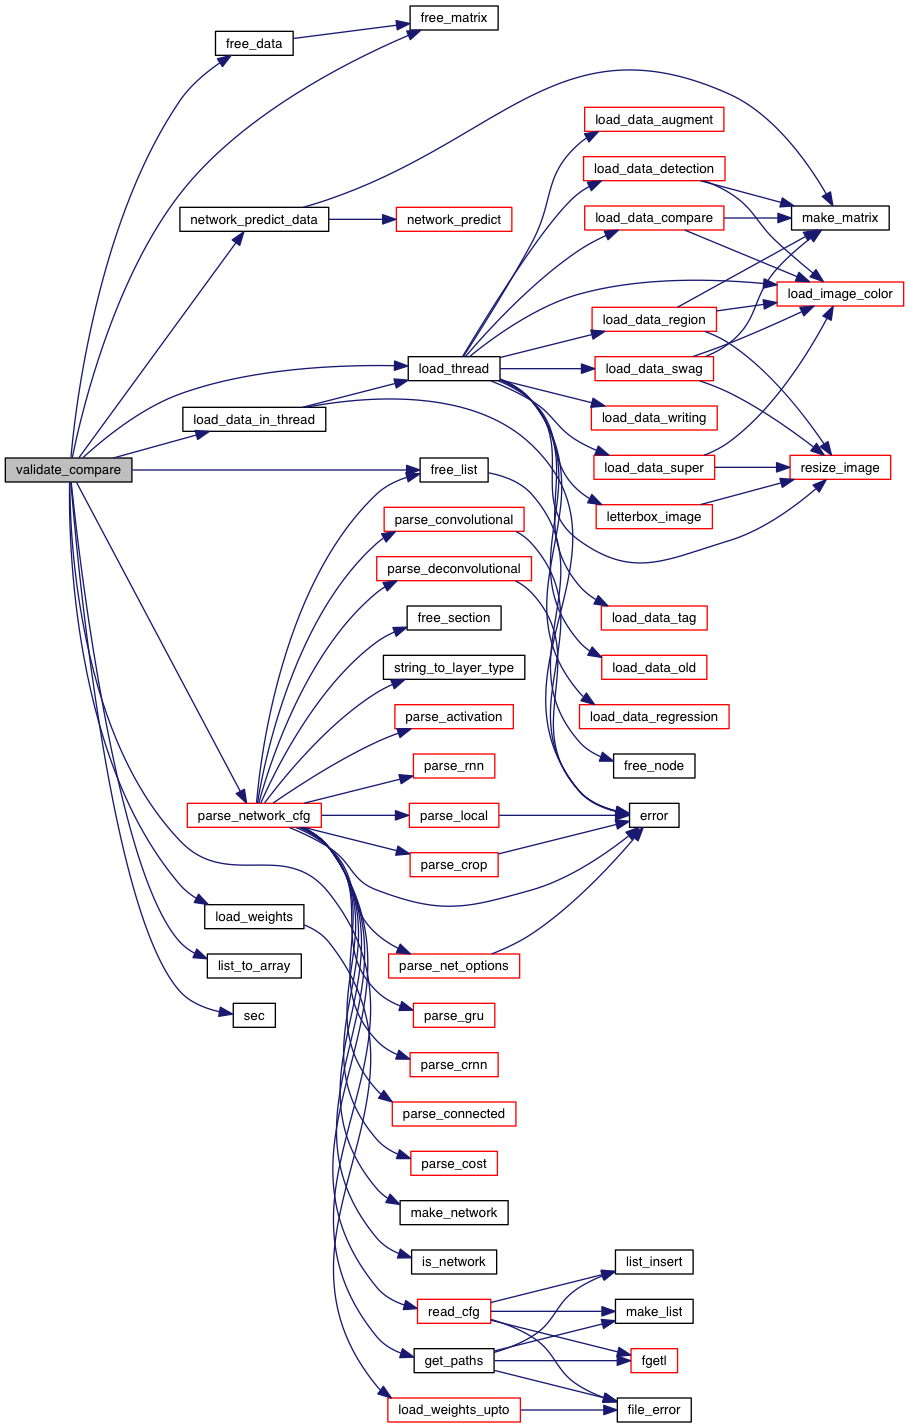 free_matrix
free_data
load_data_augment
load_data_detection
network_predict_data
network_predict
load_data_compare
make_matrix
load_image_color
load_data_region
load_thread
load_data_swag
load_data_in_thread
load_data_writing
validate_compare
free_list
load_data_super
resize_image
parse_convolutional
letterbox_image
parse_deconvolutional
free_section
load_data_tag
string_to_layer_type
load_data_old
parse_activation
load_data_regression
parse_rnn
free_node
parse_network_cfg
parse_local
error
parse_crop
load_weights
list_to_array
parse_net_options
sec
parse_gru
parse_crnn
parse_connected
parse_cost
make_network
is_network
list_insert
read_cfg
make_list
get_paths
fgetl
load_weights_upto
file_error